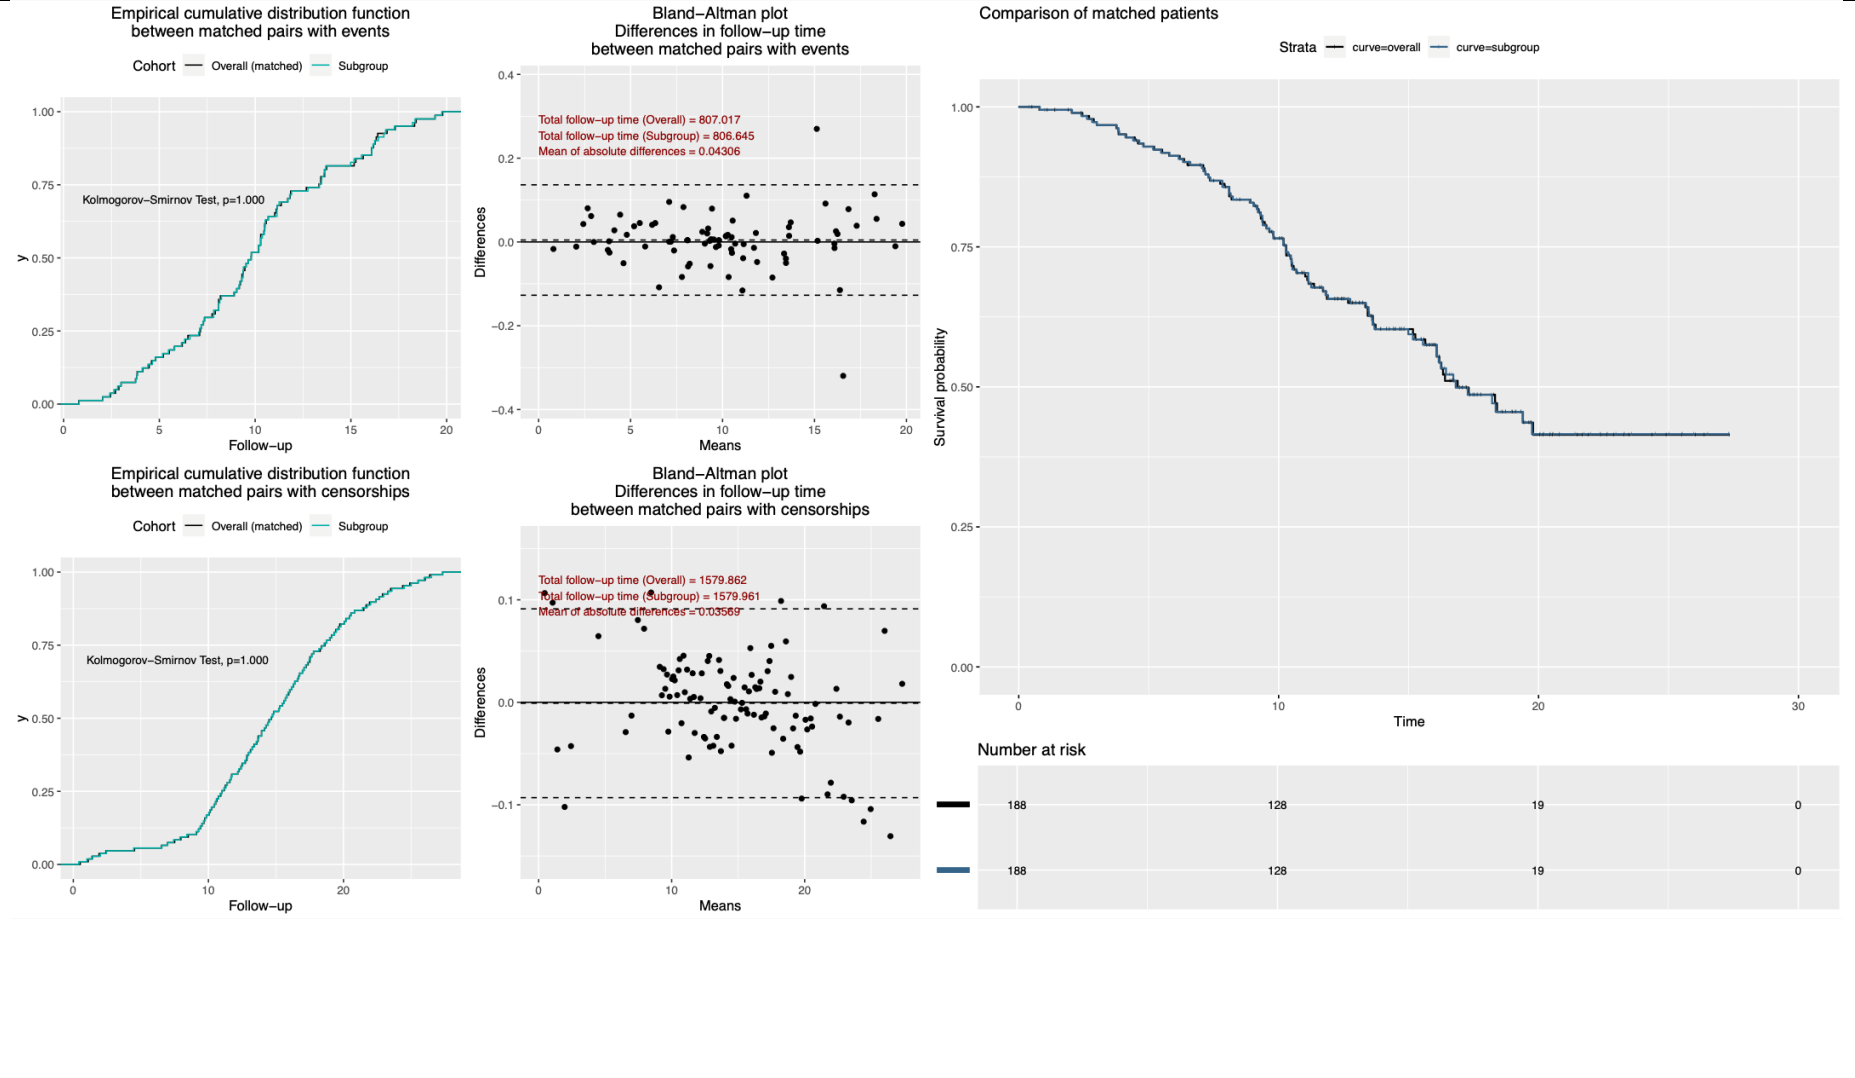 Empirical cumulative distribution function
between matched pairs with events
Cohort Overall (matched) Subgroup
1.00
0.75
0.50
0.25
0.00
y
Kolmogorov−Smirnov Test, p=1.000
0 5 10 15 20
Follow−up
Bland−Altman plot
Differences in follow−up time
between matched pairs with events
0.4
0.2
0.0
−0.2
−0.4
Differences
Total follow−up time (Overall) = 807.017
Total follow−up time (Subgroup) = 806.645
Mean of absolute differences = 0.04306
0 5 10 15 20
Means
Empirical cumulative distribution function
between matched pairs with censorships
Cohort Overall (matched) Subgroup
1.00
0.75
0.50
0.25
0.00
y
Kolmogorov−Smirnov Test, p=1.000
0 10 20
Follow−up
Bland−Altman plot
Differences in follow−up time
between matched pairs with censorships
0.1
0.0
−0.1
Differences
Total follow−up time (Overall) = 1579.862
Total follow−up time (Subgroup) = 1579.961
Mean of absolute differences = 0.03569
0 10 20
Means
Comparison of matched patients
Strata curve=overall curve=subgroup
1.00
0.75
0.50
0.25
0.00
Survival probability
0 10 20 30
Time
Number at risk
188 128 19 0
188 128 19 0